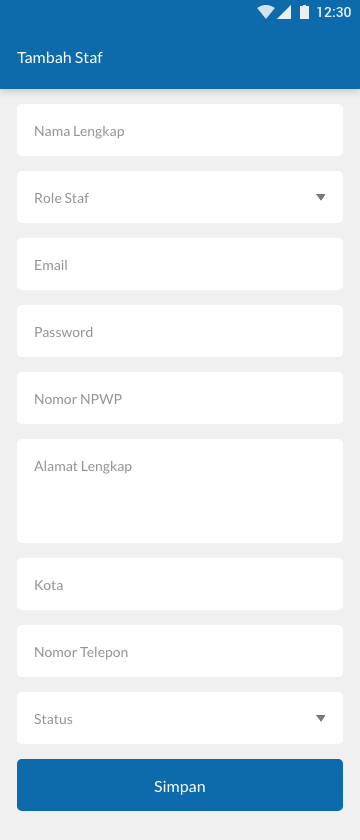 12:30
Tambah Staf
Nama Lengkap
Role Staf
Email
Password
Nomor NPWP
Alamat Lengkap
Kota
Nomor Telepon
Status
Simpan